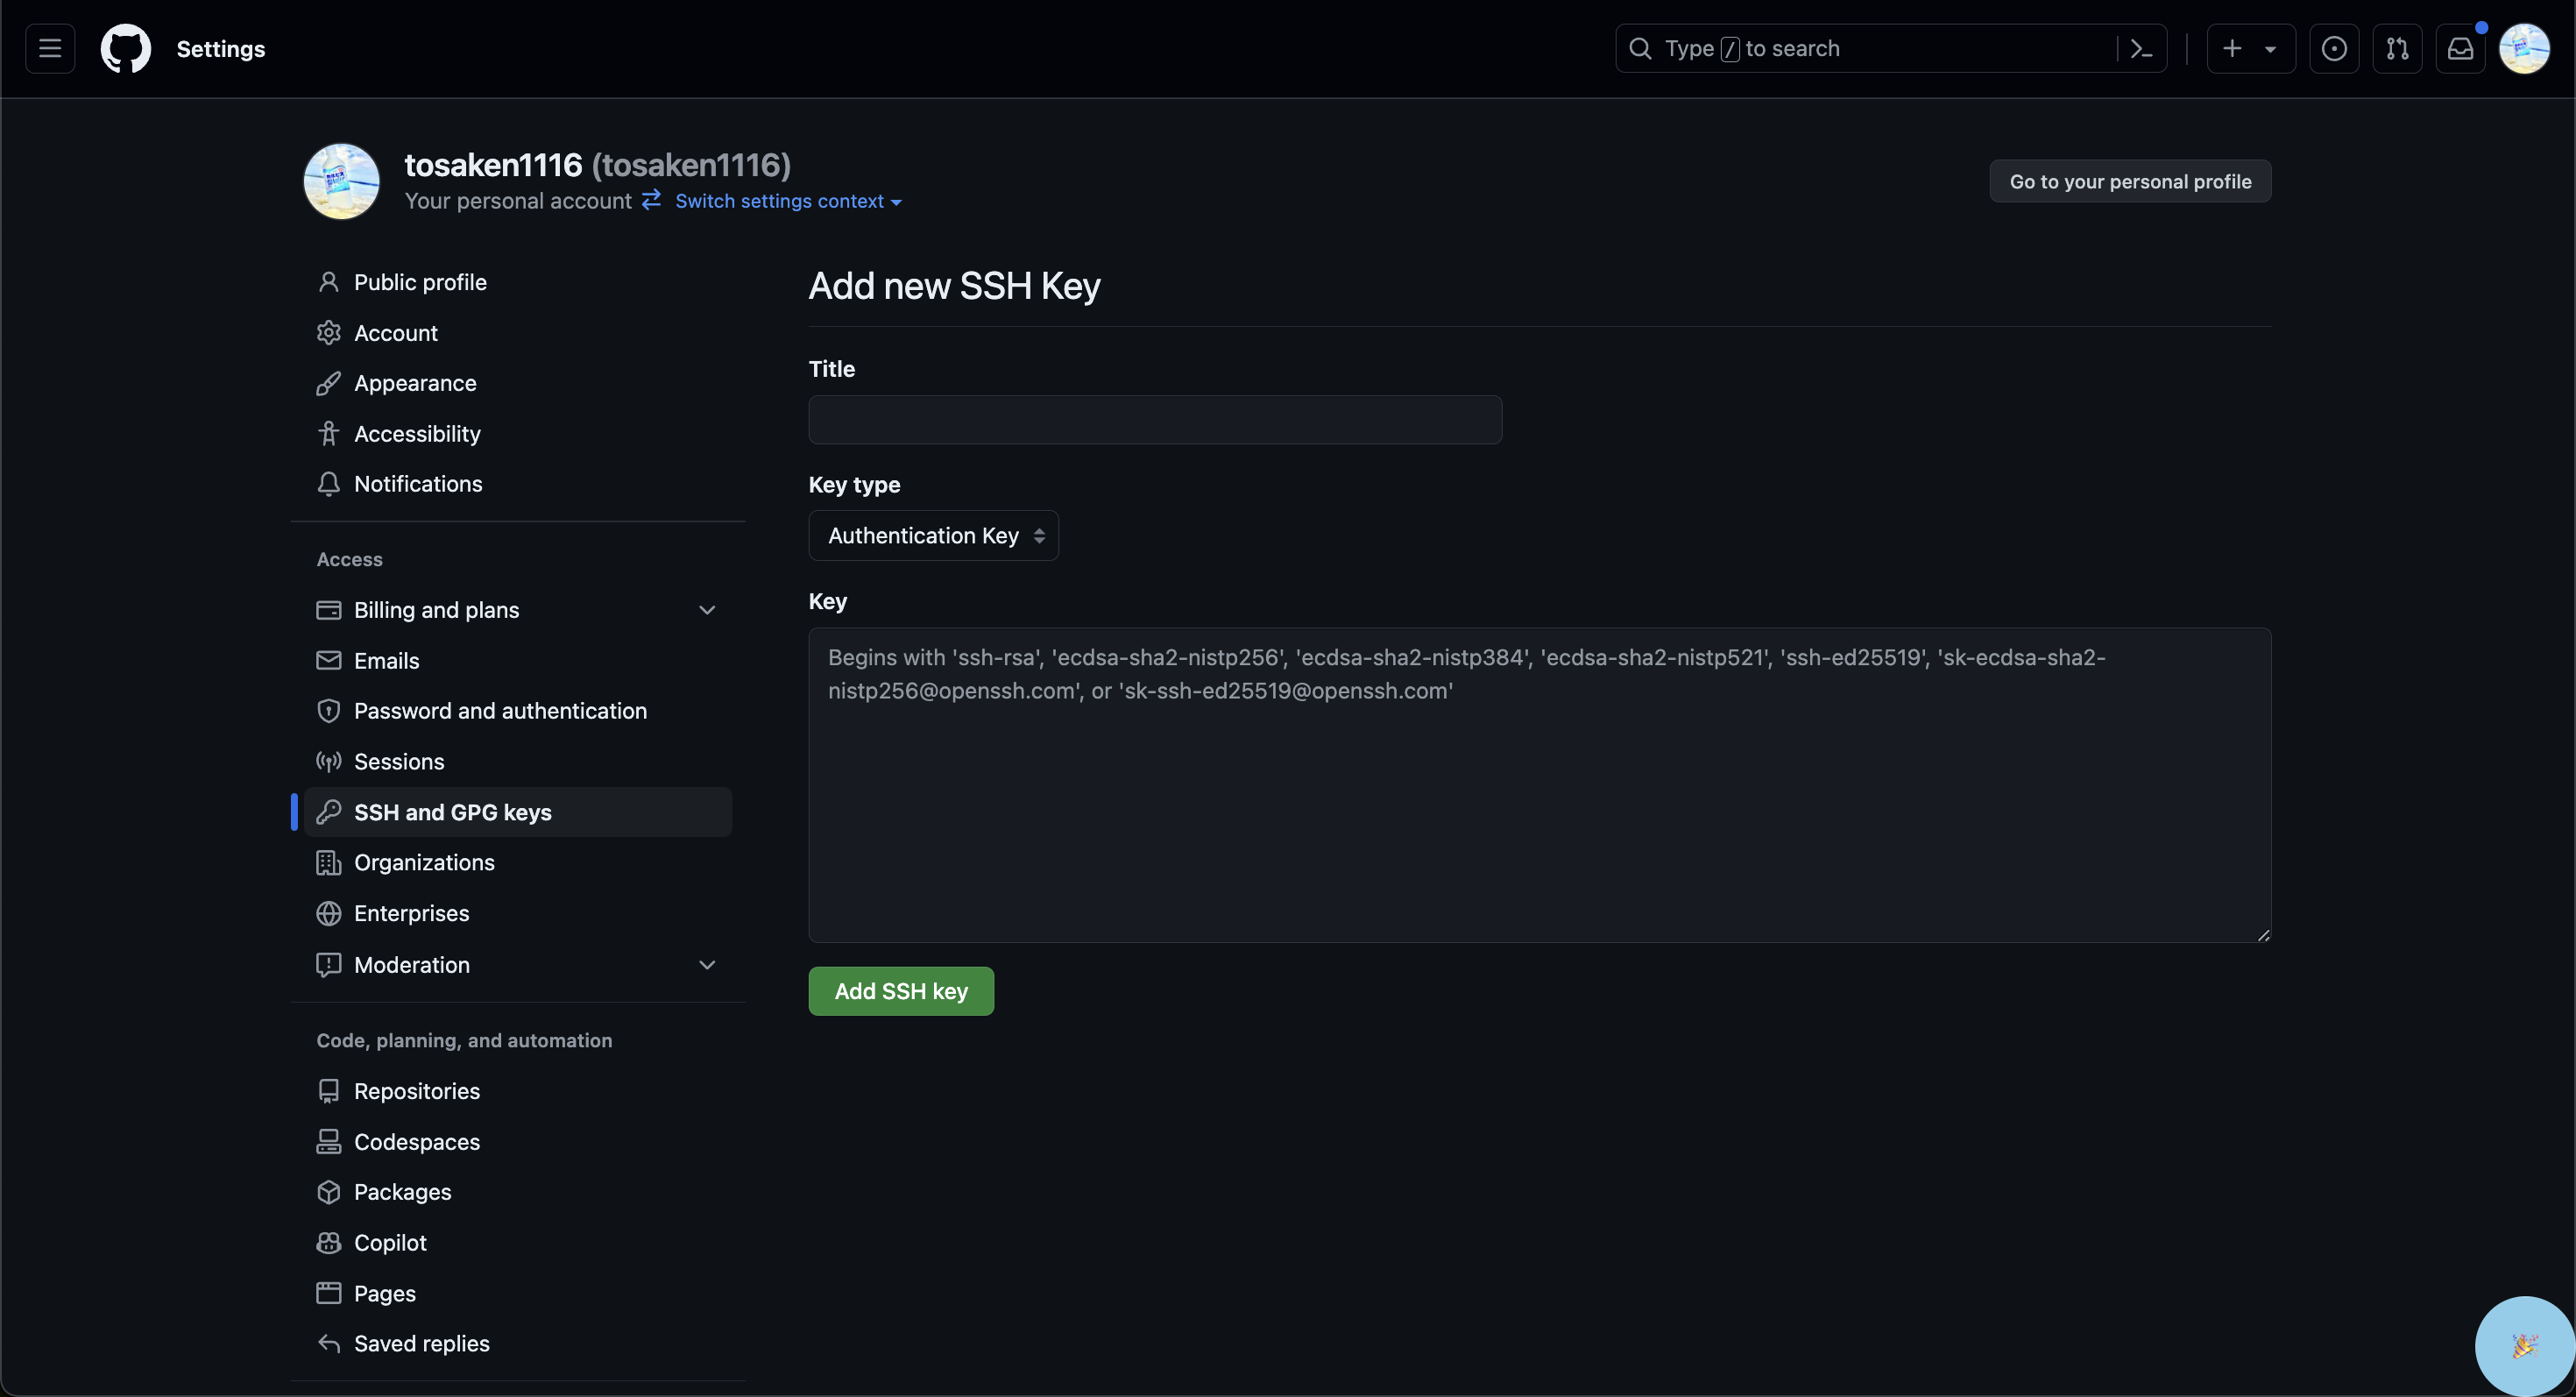 Settings
Type / to search
tosaken1116 (tosaken1116)
Your personal account Switch settings context
Go to your personal profile
Public profile
Account
Appearance
Accessibility
Notifications
Access
Billing and plans
Emails
Password and authentication
Sessions
SSH and GPG keys
Organizations
Enterprises
Moderation
Code, planning, and automation
Repositories
Codespaces
Packages
Copilot
Pages
Saved replies
Add new SSH Key
Title
Key type
Authentication Key
Key
Begins with 'ssh-rsa', 'ecdsa-sha2-nistp256', 'ecdsa-sha2-nistp384', 'ecdsa-sha2-nistp521', 'ssh-ed25519', 'sk-ecdsa-sha2-
nistp256@openssh.com', or 'sk-ssh-ed25519@openssh.com'
Add SSH key